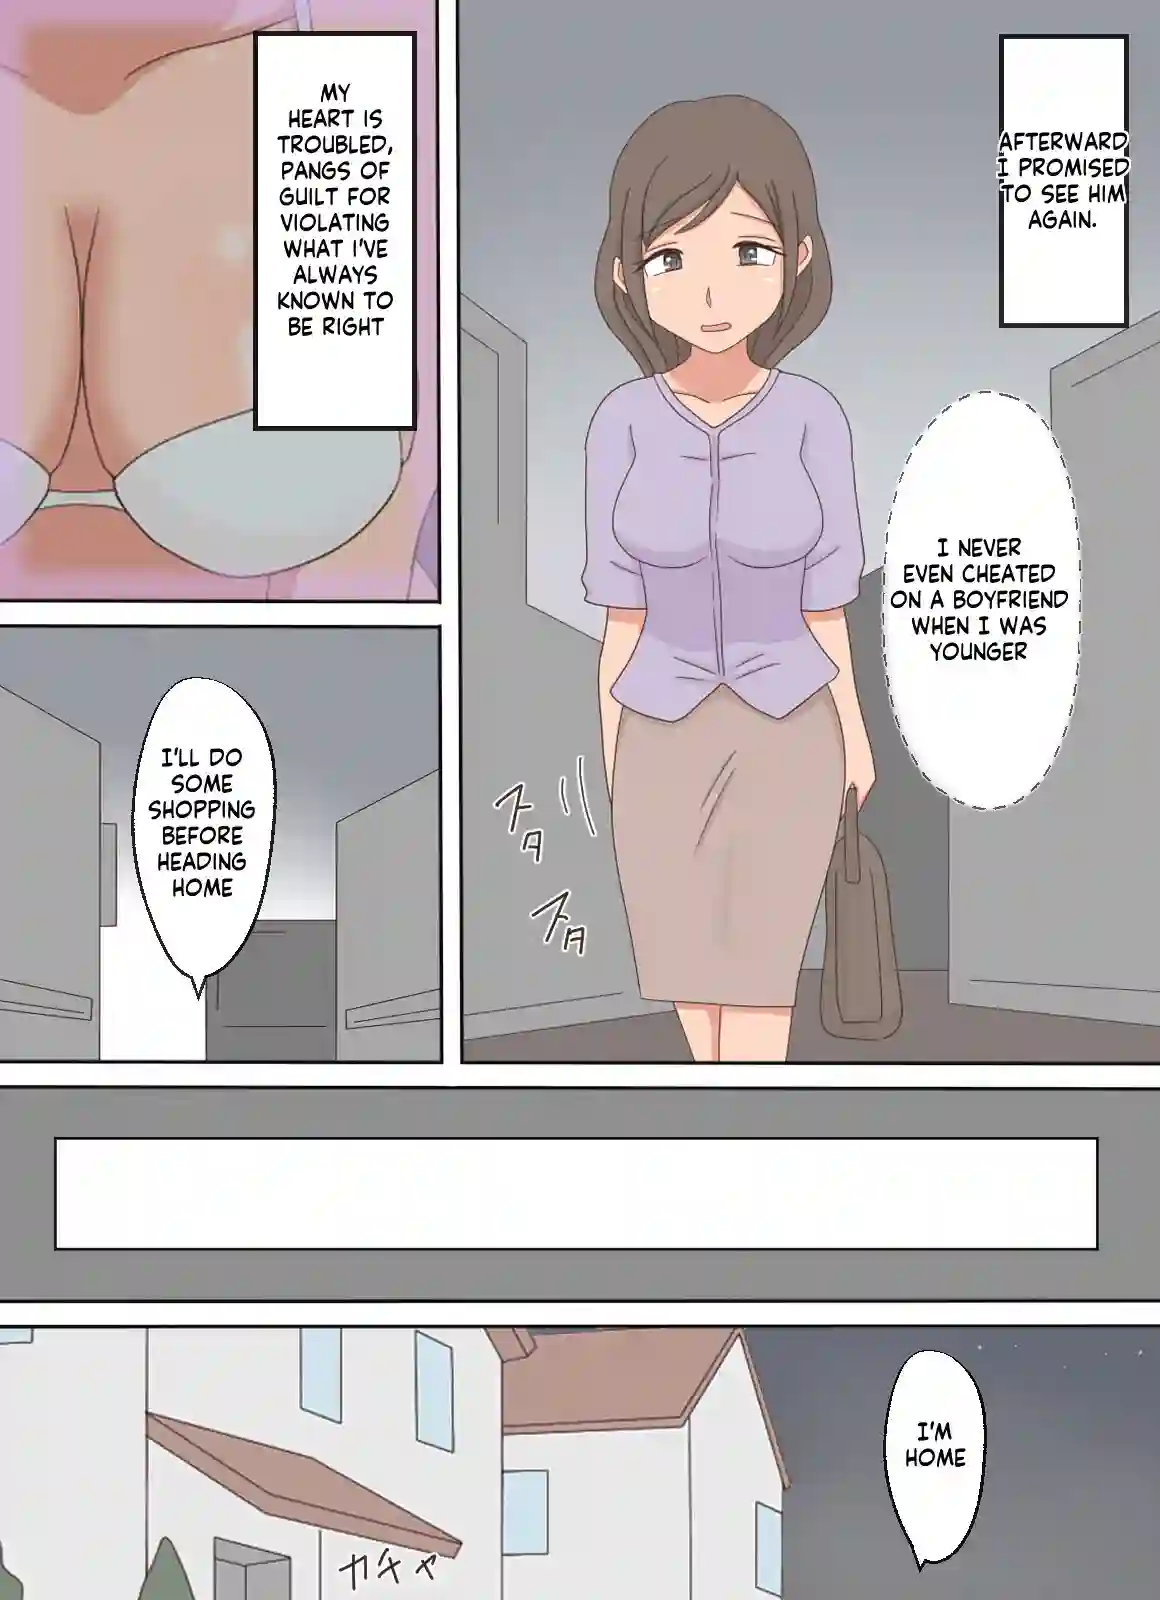 AFTERWARD
I PROMISED
TO SEE HIM
AGAIN.
I NEVER
EVEN CHEATED
ON A BOYFRIEND
WHEN I WAS
YOUNGER
スタ
スタ
MY
HEART IS
TROUBLED,
PANGS OF
GUILT FOR
VIOLATING
WHAT I'VE
ALWAYS
KNOWN TO
BE RIGHT
I'LL DO
SOME
SHOPPING
BEFORE
HEADING
HOME
I'M
HOME
ガチャ